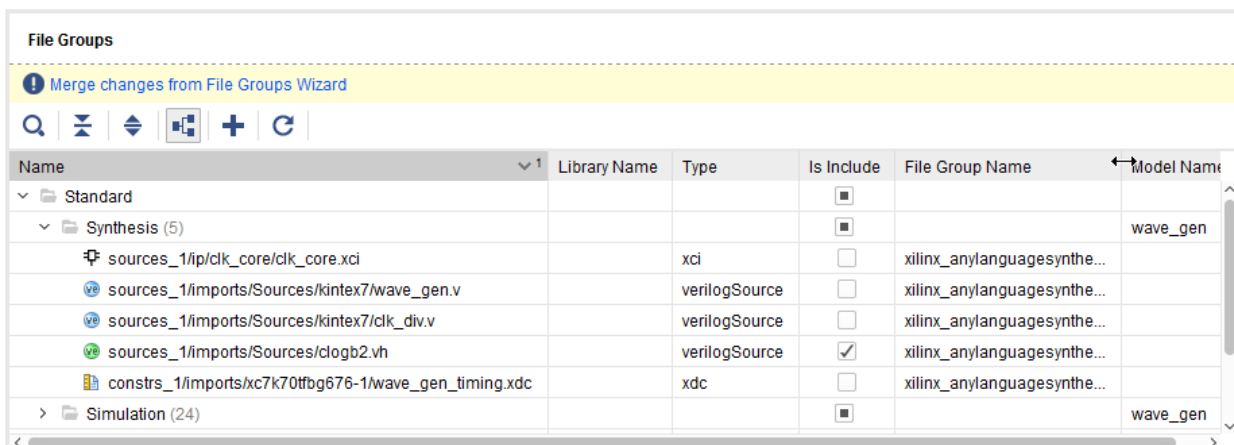 File Groups
Merge changes from File Groups Wizard
Name 1 Library Name Type Is Include File Group Name Model Name
Standard
Synthesis (5) wave_gen
sources_1/ip/clk_core/clk_core.xci xci xilinx_anylanguagesynthe...
sources_1/imports/Sources/kintex7/wave_gen.v verilogSource xilinx_anylanguagesynthe...
sources_1/imports/Sources/kintex7/clk_div.v verilogSource xilinx_anylanguagesynthe...
sources_1/imports/Sources/clogb2.vh verilogSource xilinx_anylanguagesynthe...
constrs_1/imports/xc7k70tfbg676-1/wave_gen_timing.xdc xdc xilinx_anylanguagesynthe...
Simulation (24) wave_gen